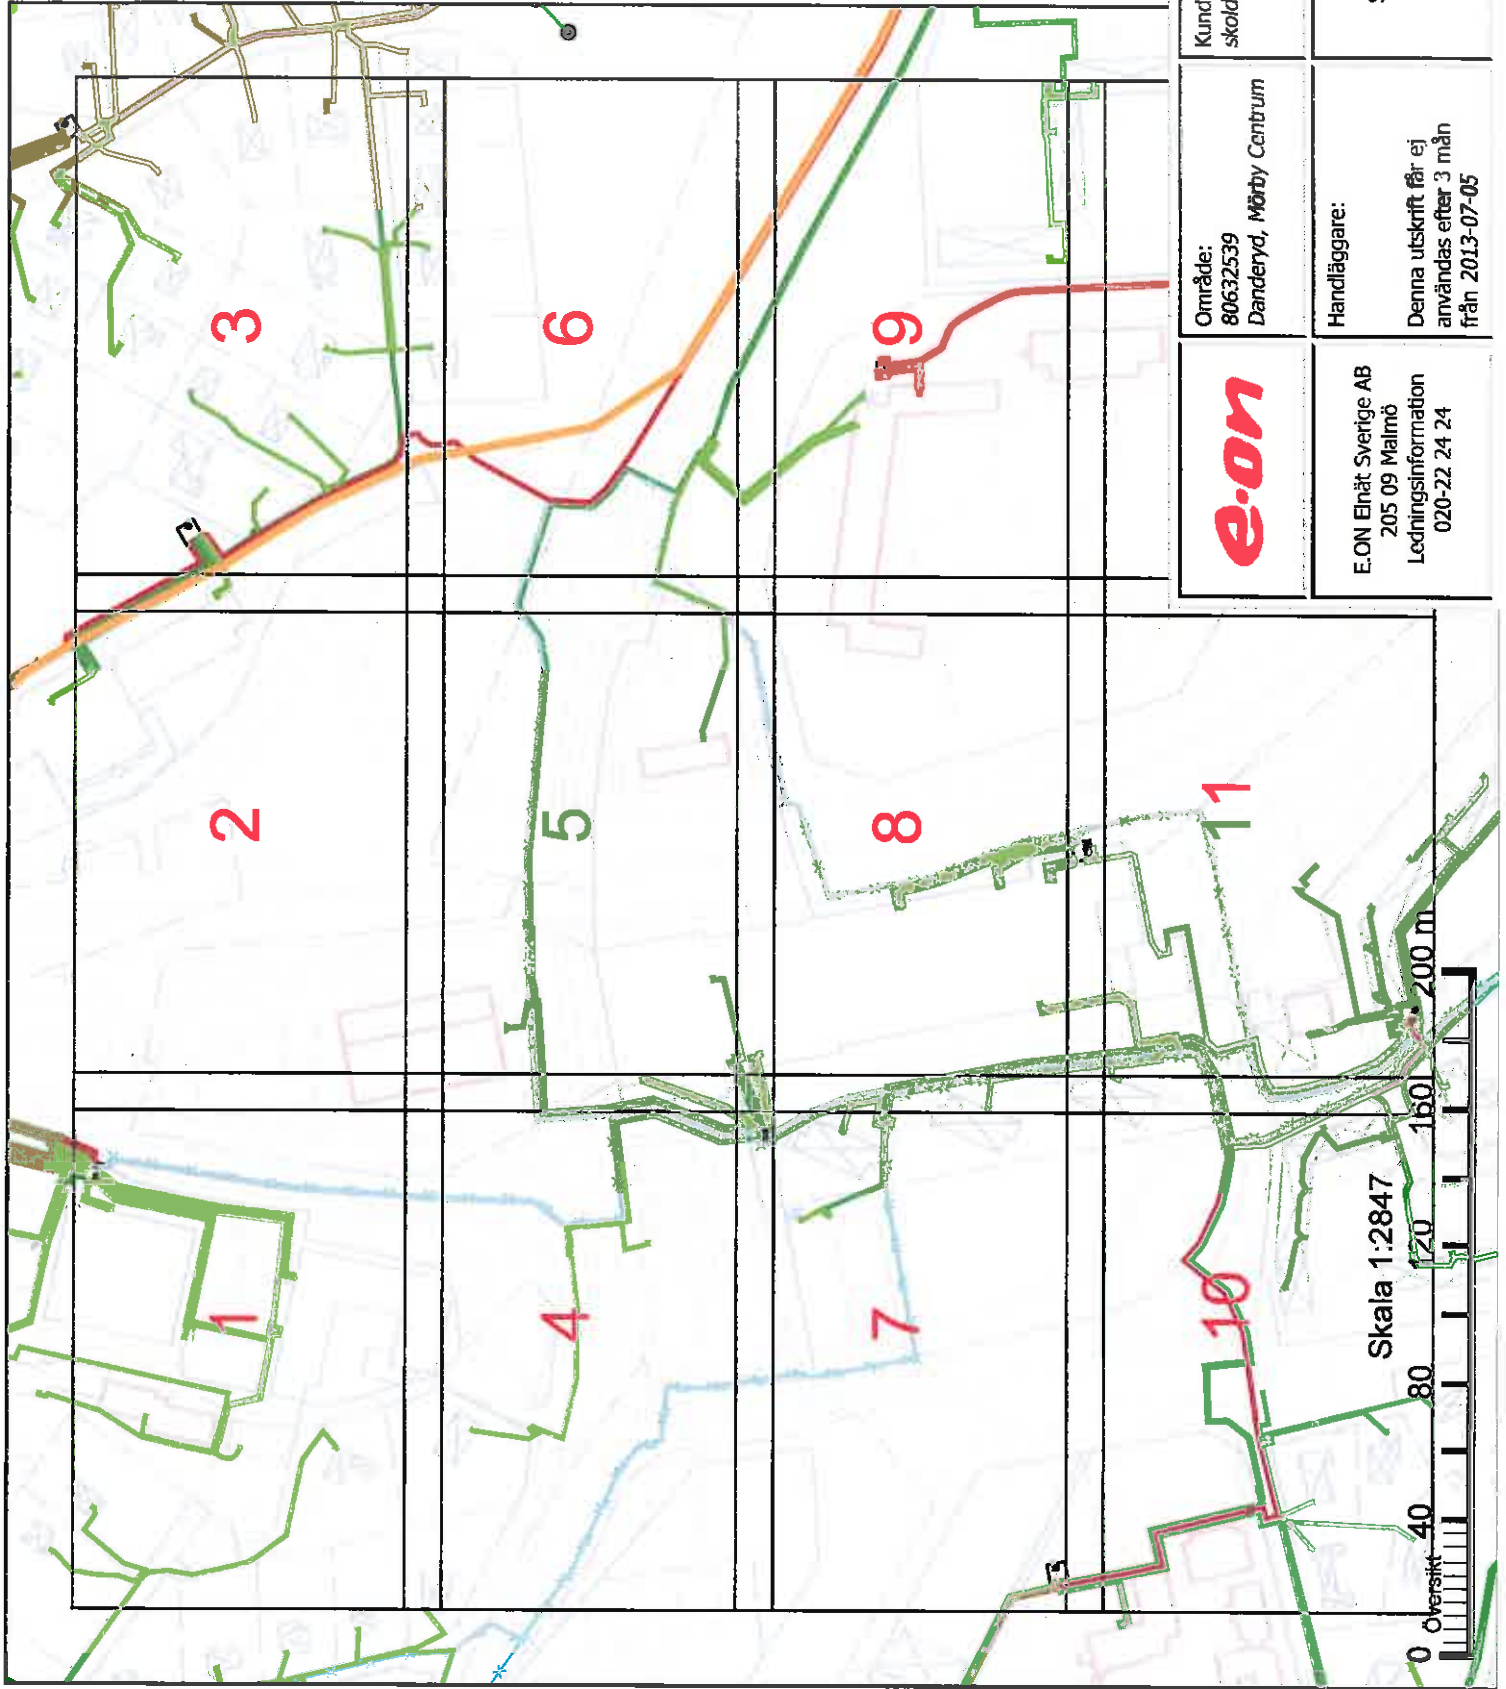 1
2
3
4
5
6
7
8
9
10
11
Skala 1:2847
0
40
80
120
160
200 m
Översikt
e·on
Område:
80632539
Danderyd, Mörby Centrum
Kund
skold
E.ON Elnät Sverige AB
205 09 Malmö
Ledningsinformation
020-22 24 24
Handläggare:
Denna utskrift får ej
användas efter 3 mån
från 2013-07-05